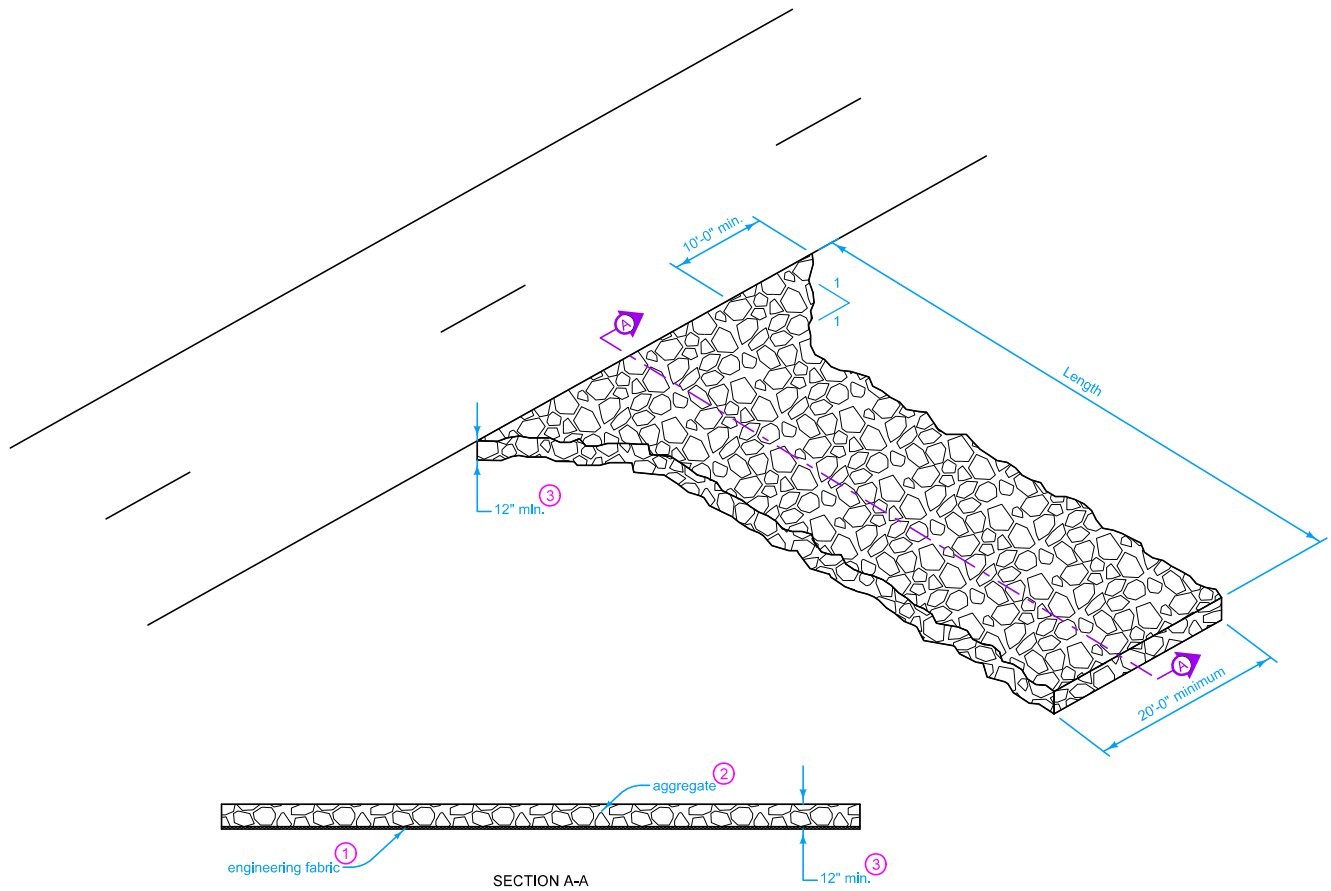 10'-0" min.
1
1
A
Length
12" min. 3
A
20'-0" minimum
aggregate 2
engineering fabric 1
12" min. 3
SECTION A-A